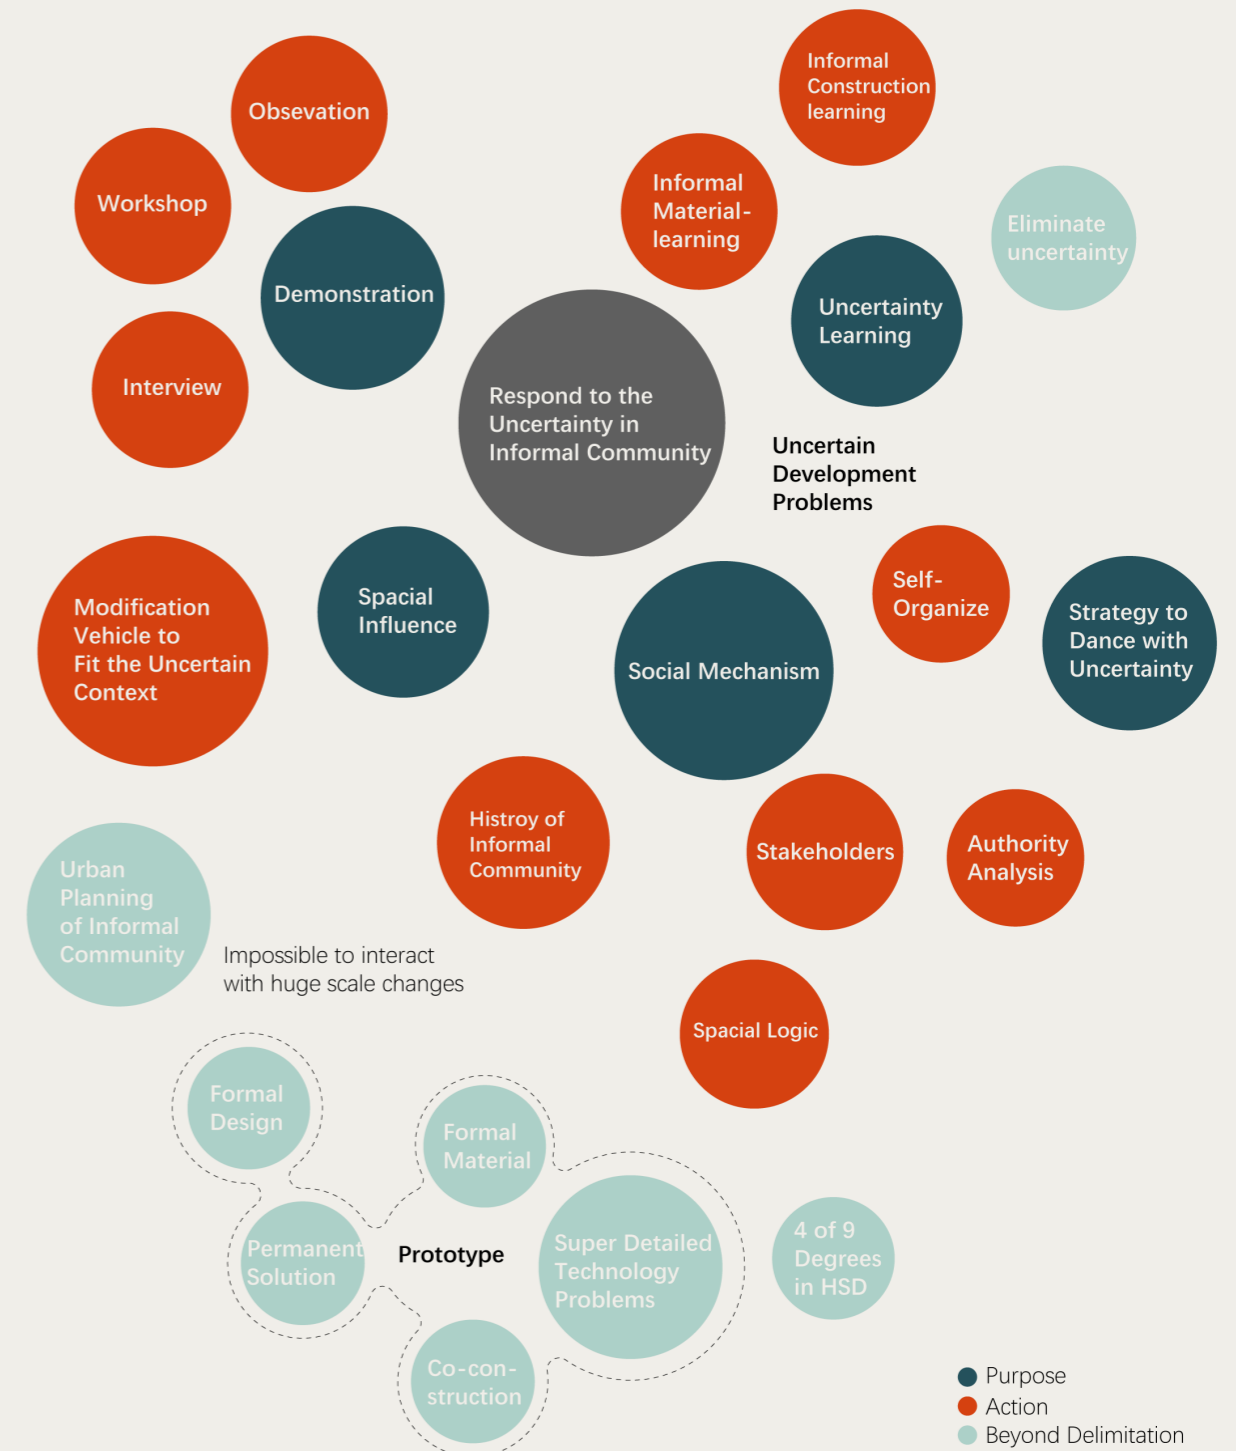 Informal
Construction
learning
Obsevation
Workshop
Informal
Material-
learning
Eliminate
uncertainty
Demonstration
Uncertainty
Learning
Interview
Respond to the
Uncertainty in
Informal Community
Uncertain
Development
Problems
Modification
Vehicle to
Fit the Uncertain
Context
Spacial
Influence
Self-
Organize
Strategy to
Dance with
Uncertainty
Social Mechanism
Histroy of
Informal
Community
Stakeholders
Authority
Analysis
Urban
Planning
of Informal
Community
Impossible to interact
with huge scale changes
Spacial Logic
Formal
Design
Formal
Material
Permanent
Solution
Prototype
Super Detailed
Technology
Problems
4 of 9
Degrees
in HSD
Co-con-
struction
Purpose
Action
Beyond Delimitation